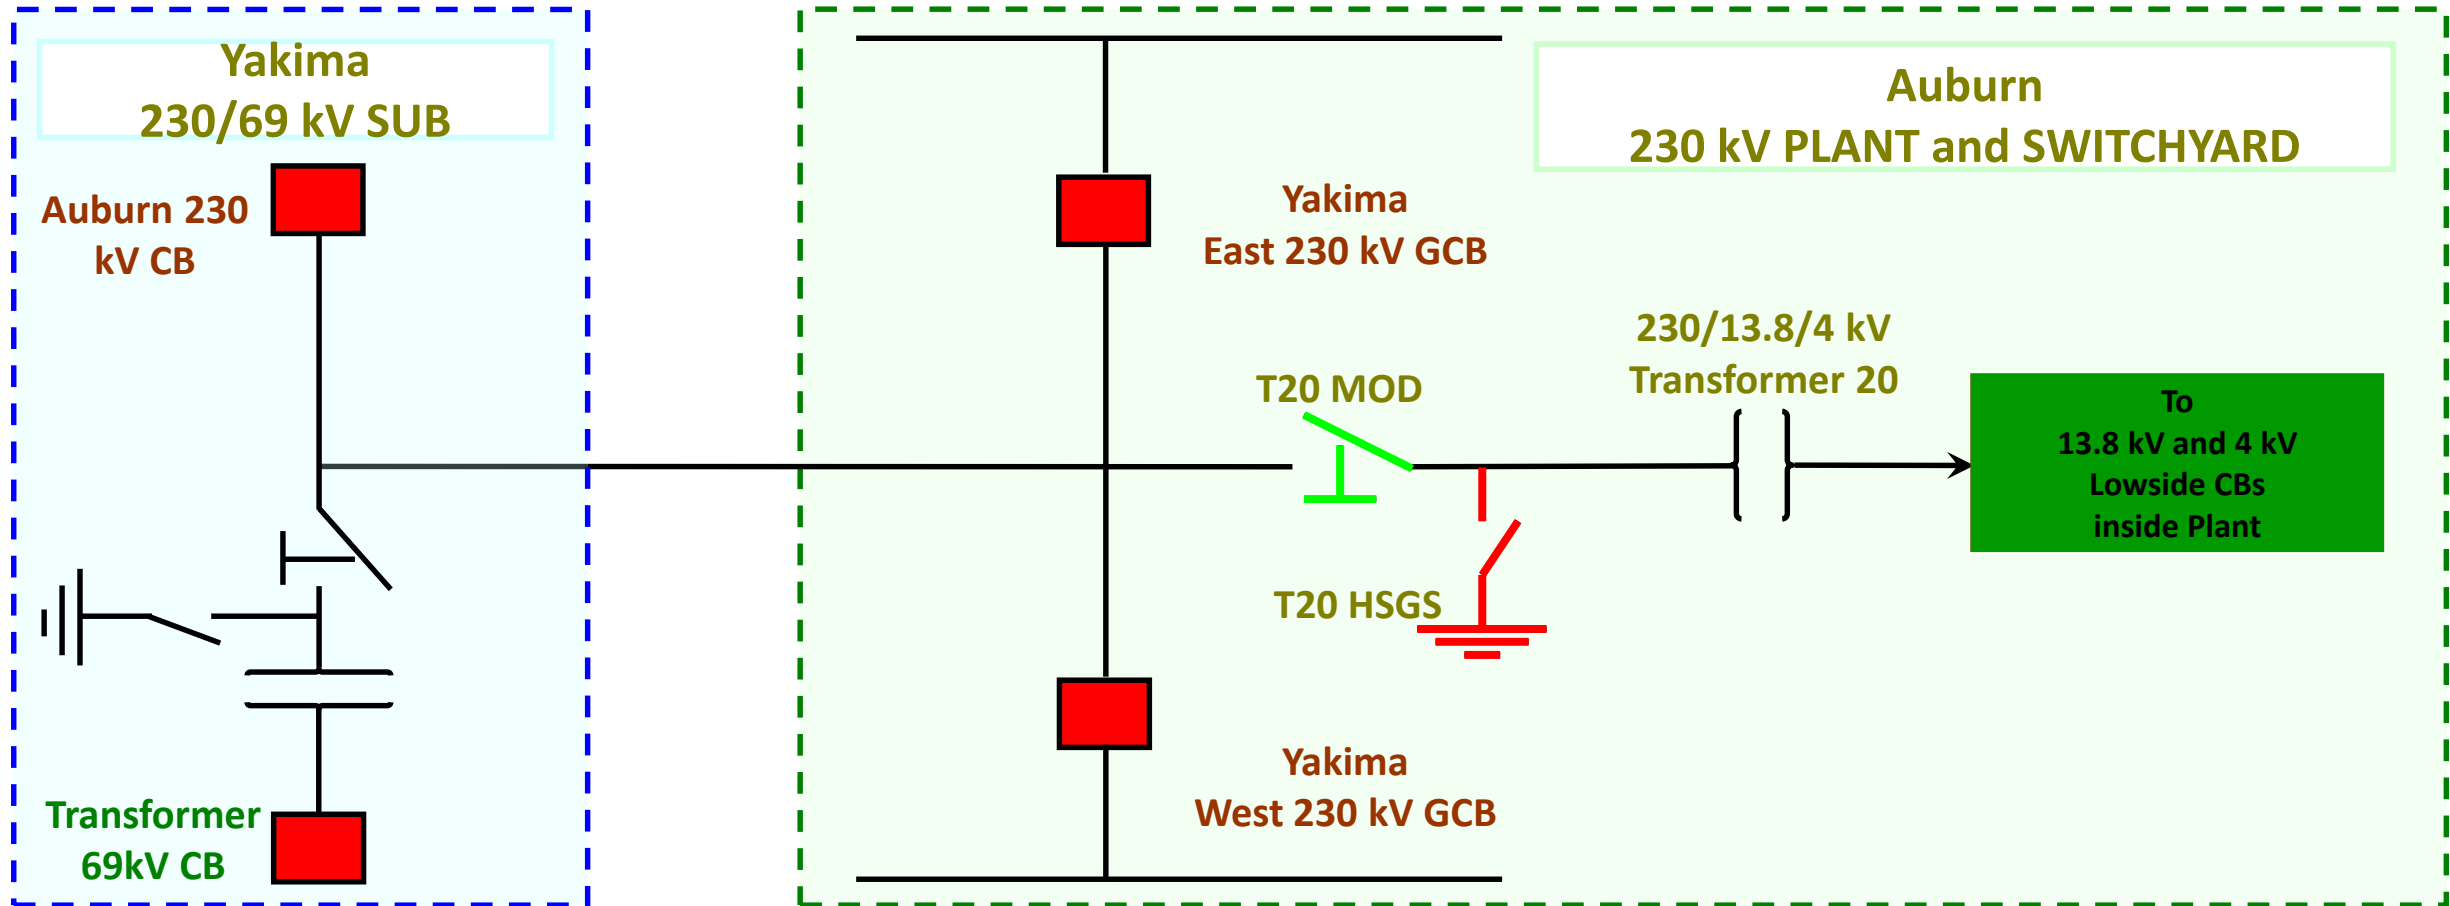 Yakima
230/69 kV SUB
Auburn 230
kV CB
Transformer
69kV CB
Auburn
230 kV PLANT and SWITCHYARD
Yakima
East 230 kV GCB
230/13.8/4 kV
Transformer 20
T20 MOD
To
13.8 kV and 4 kV
Lowside CBs
inside Plant
T20 HSGS
Yakima
West 230 kV GCB